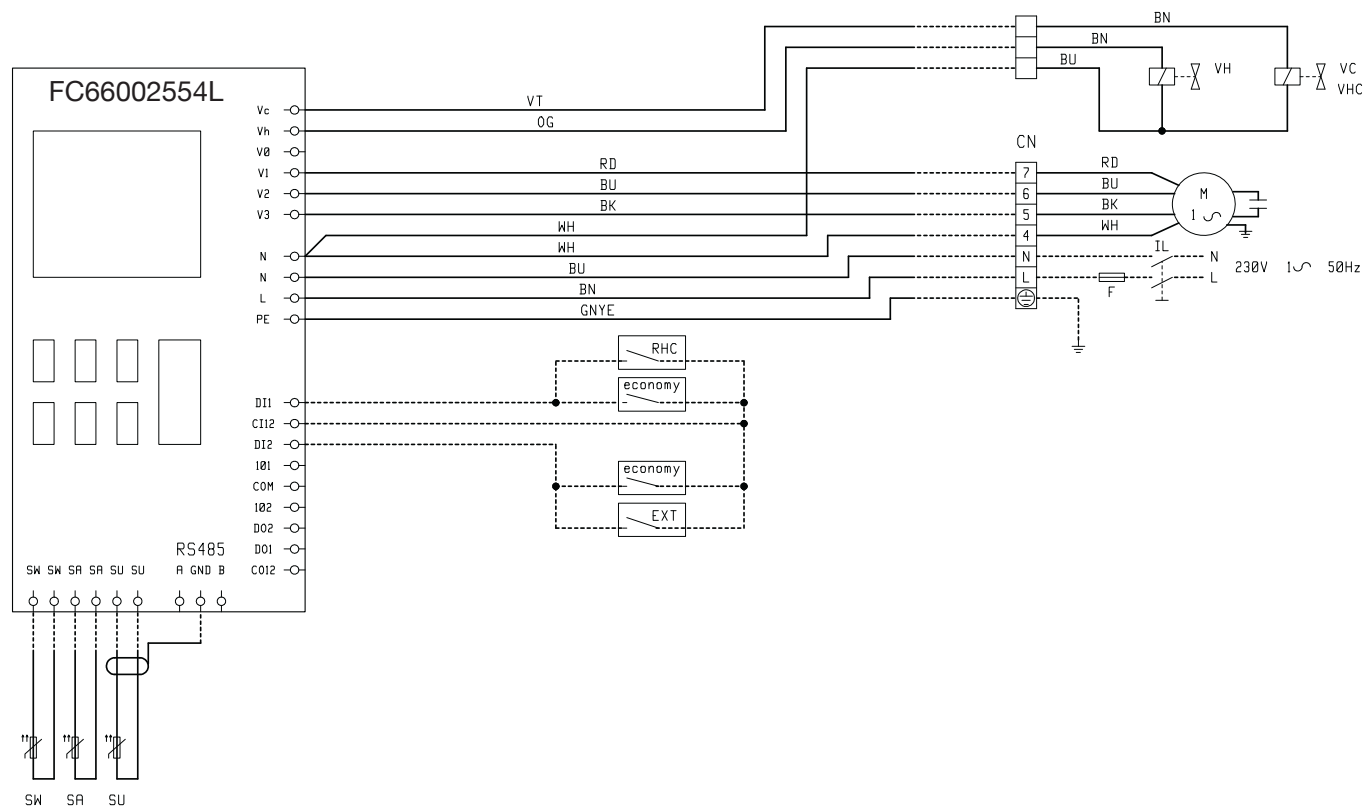 BN
BN
BU
VH
VC
VHC
FC66002554L
Vc
VT
Vh
OG
VØ
CN
V1
RD
7
RD
V2
BU
6
BU
M
1
V3
BK
5
BK
WH
4
WH
N
WH
N
IL
N
N
BU
230V 1 50Hz
L
BN
L
F
L
PE
GNYE
RHC
economy
DI1
CI12
DI2
economy
1Ø1
COM
EXT
1Ø2
DO2
RS485
DO1
SW SW SA SA SU SU A GND B
CO12
SW SA SU